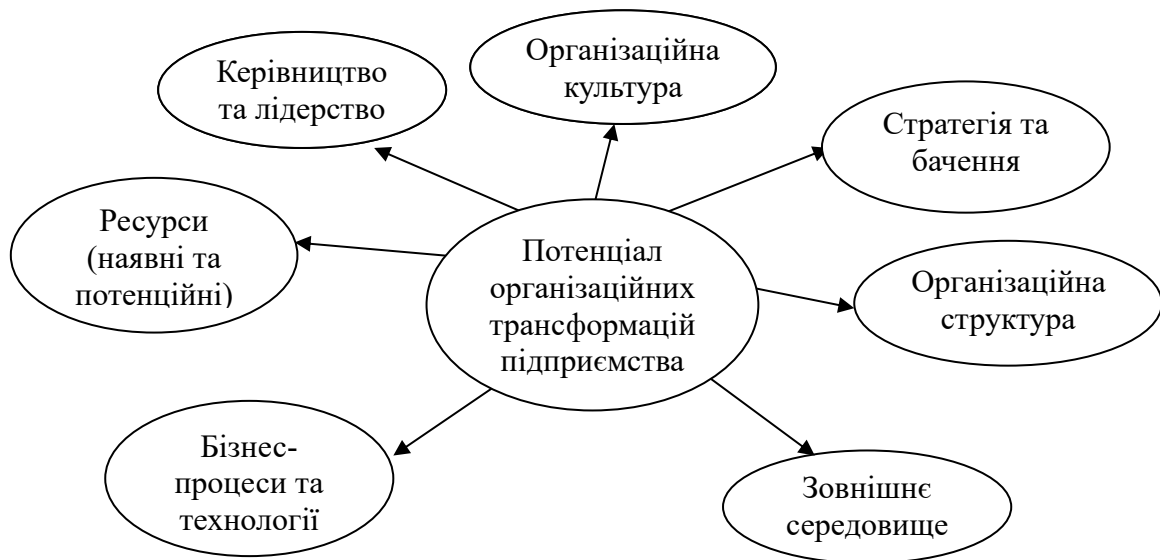 Керівництво
та лідерство
Організаційна
культура
Стратегія та
бачення
Ресурси
(наявні та
потенційні)
Потенціал
організаційних
трансформацій
підприємства
Організаційна
структура
Бізнес-
процеси та
технології
Зовнішнє
середовище